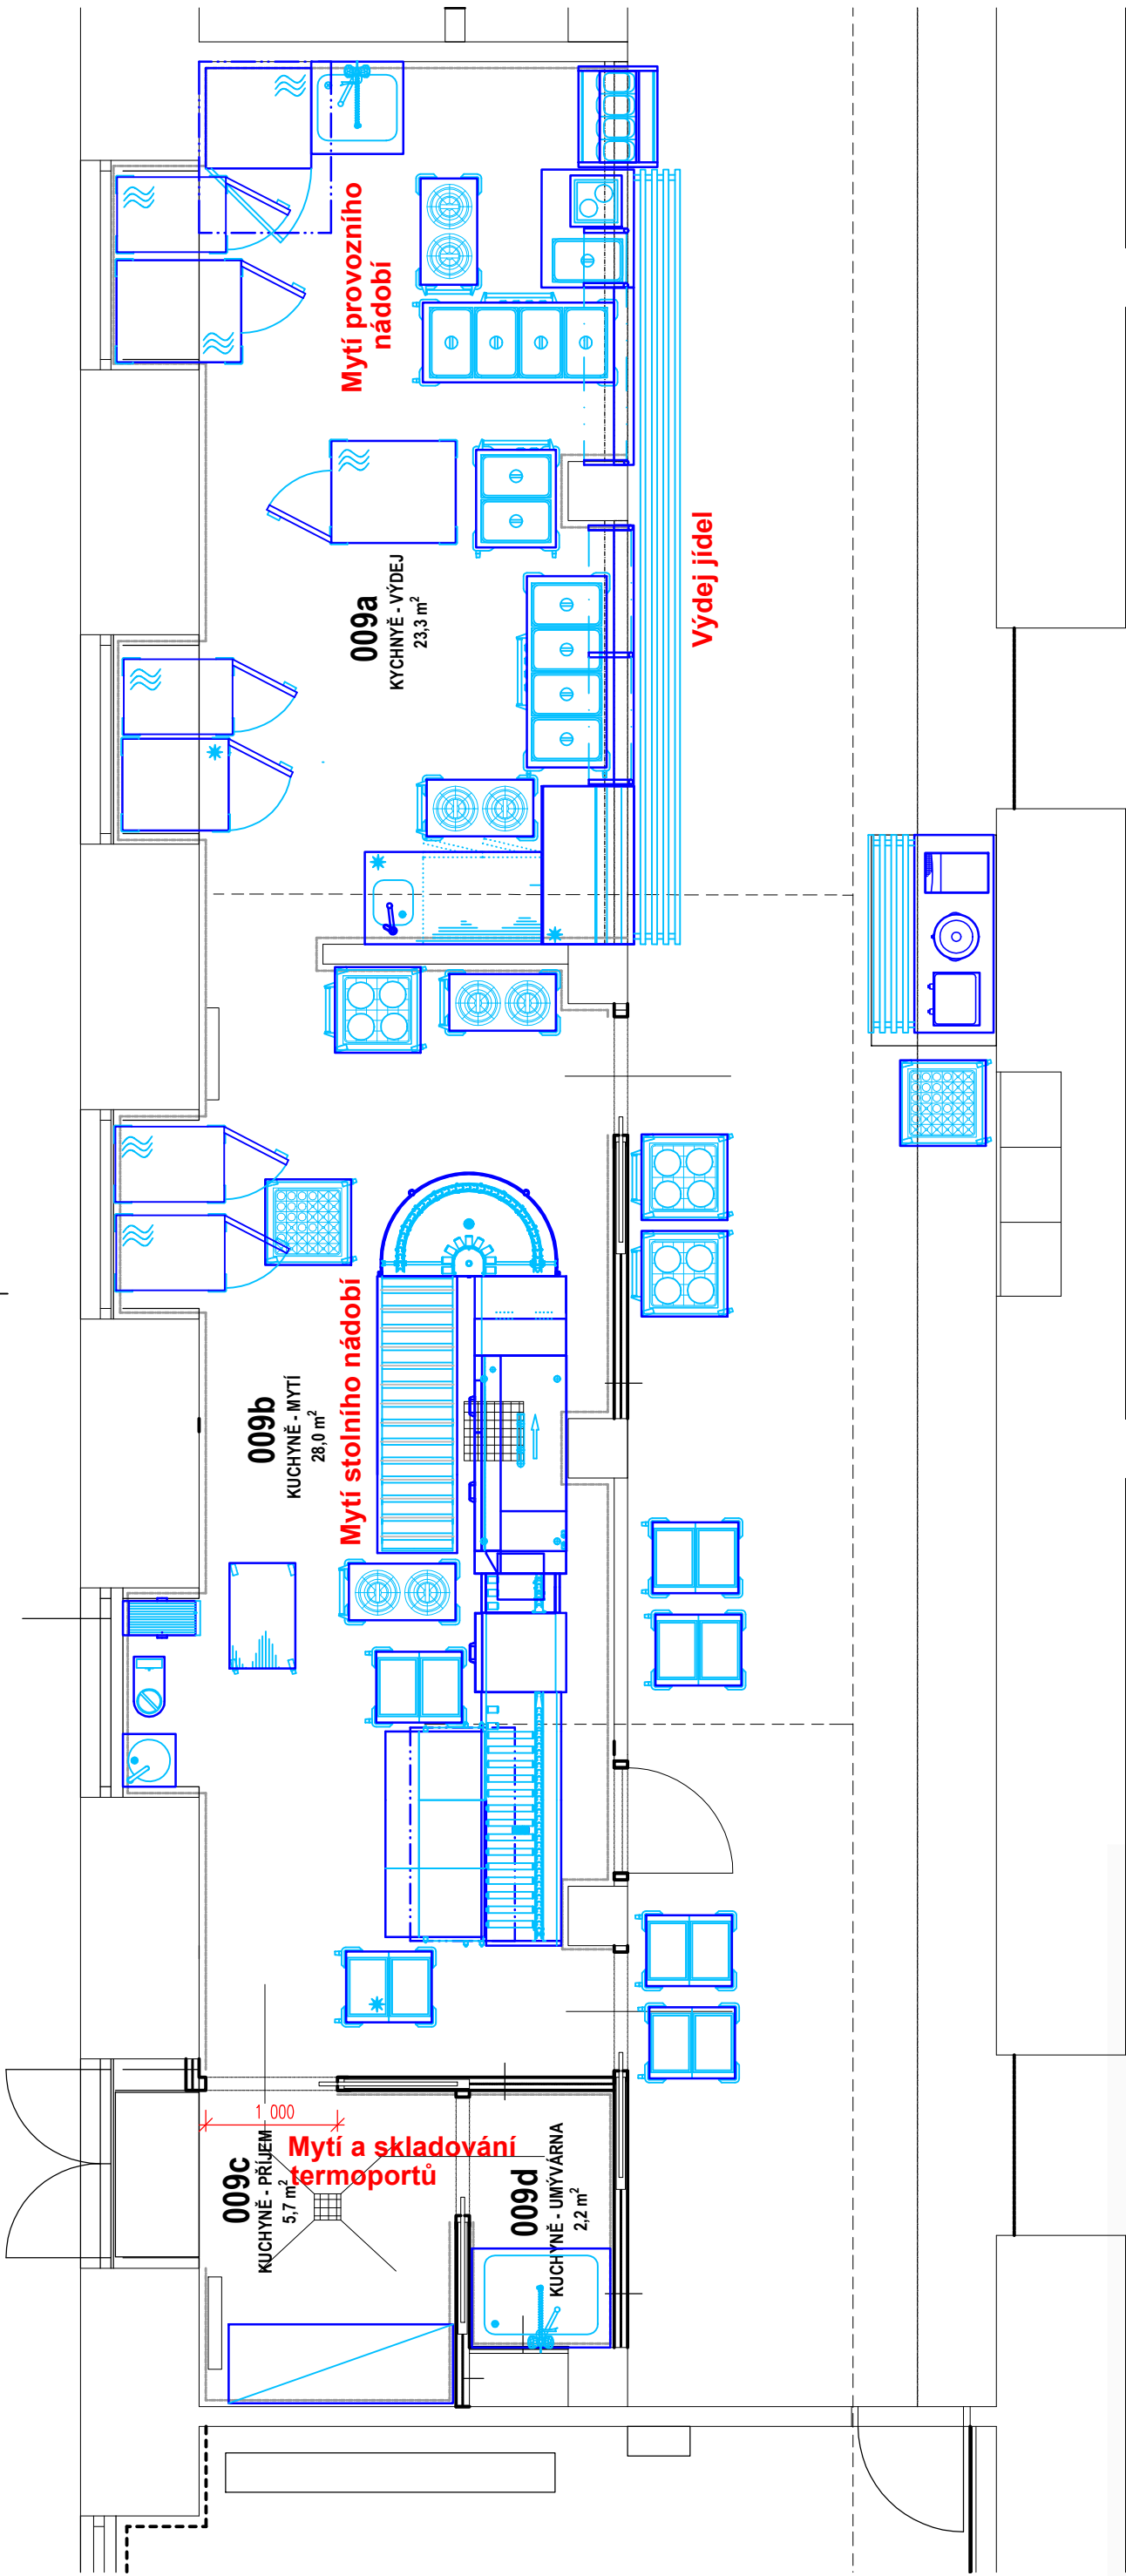 Mytí provozního
nádobí
009a
KYCHNYĚ - VÝDEJ
23,3 m²
Výdej jídel
009b
KUCHYNĚ - MYTÍ
28,0 m²
Mytí stolního nádobí
1 000
009c
KUCHYNĚ - PŘÍJEM
5,7 m²
Mytí a skladování
termoportů
009d
KUCHYNĚ - UMÝVÁRNA
2,2 m²